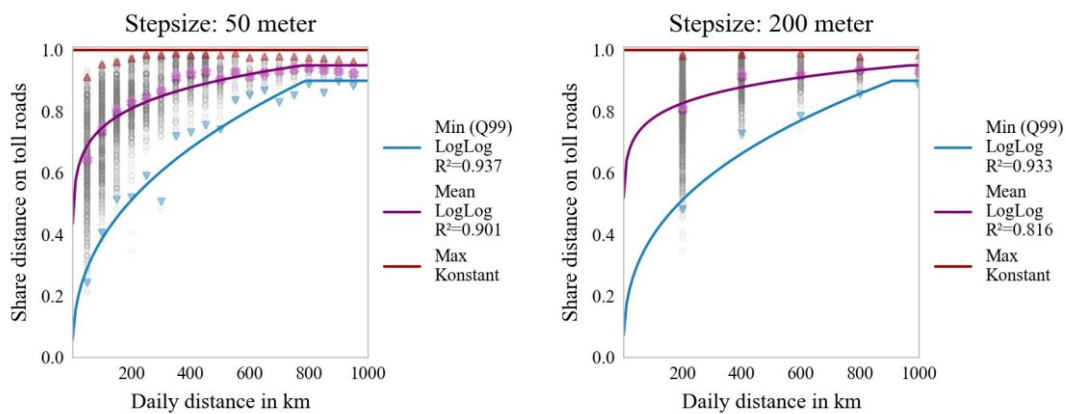 Stepsize: 50 meter
Share distance on toll roads
1.0
0.8
0.6
0.4
0.2
0.0
200
400
600
800
1000
Daily distance in km
Min (Q99)
LogLog
R²=0.937
Mean
LogLog
R²=0.901
Max
Konstant
Stepsize: 200 meter
Share distance on toll roads
1.0
0.8
0.6
0.4
0.2
0.0
200
400
600
800
1000
Daily distance in km
Min (Q99)
LogLog
R²=0.933
Mean
LogLog
R²=0.816
Max
Konstant